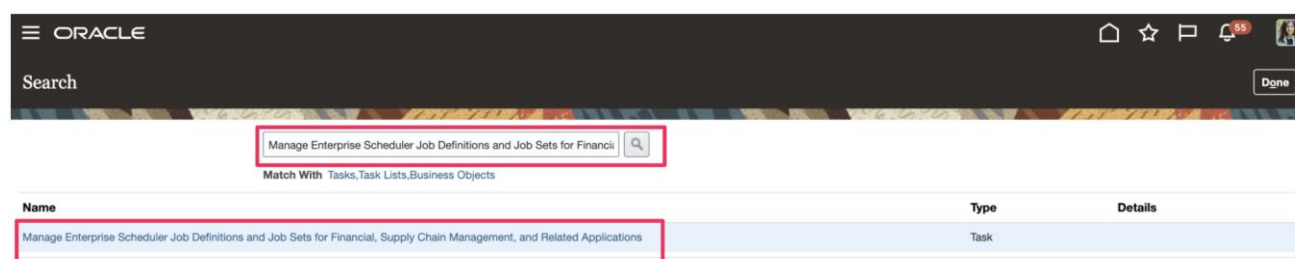 ORACLE
55
Search
Done
Manage Enterprise Scheduler Job Definitions and Job Sets for Financia
Match With Tasks,Task Lists,Business Objects
Name Type Details
Manage Enterprise Scheduler Job Definitions and Job Sets for Financial, Supply Chain Management, and Related Applications Task